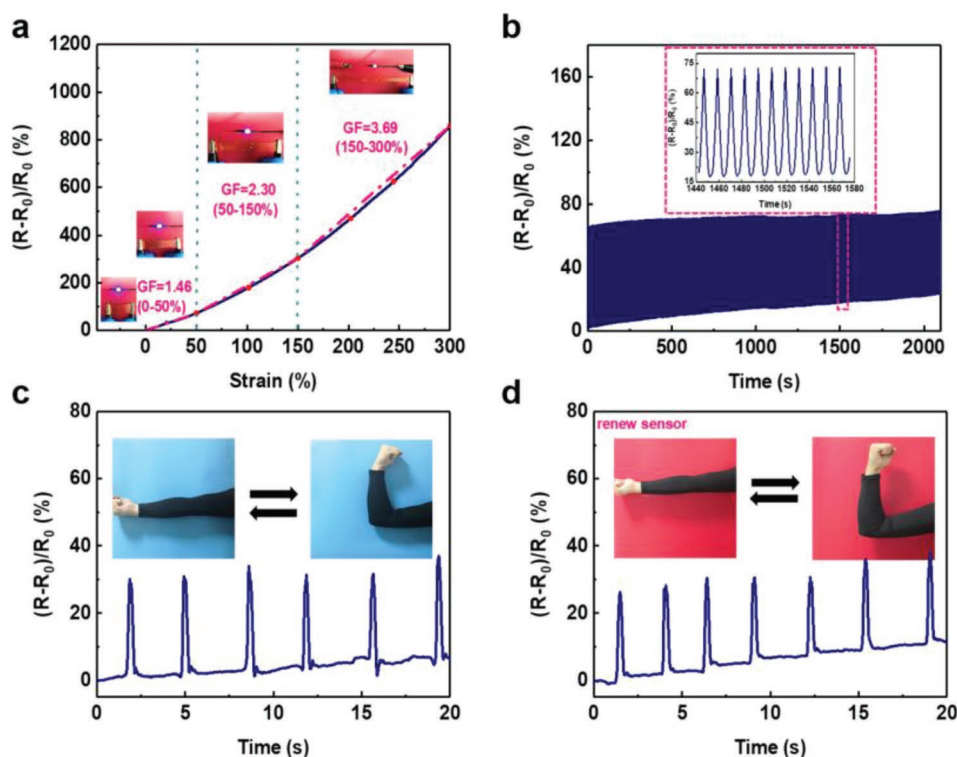 a
1200
1000
800
600
400
200
0
(R-R₀)/R₀ (%)
GF=3.69
(150-300%)
GF=2.30
(50-150%)
GF=1.46
(0-50%)
0 50 100 150 200 250 300
Strain (%)
b
160
120
80
40
0
(R-R₀)/R₀ (%)
75
60
45
30
15
(R-R₀)/R₀ (%)
1440 1460 1480 1500 1520 1540 1560 1580
Time (s)
0 500 1000 1500 2000
Time (s)
c
80
60
40
20
0
(R-R₀)/R₀ (%)
0 5 10 15 20
Time (s)
d
renew sensor
80
60
40
20
0
(R-R₀)/R₀ (%)
0 5 10 15 20
Time (s)